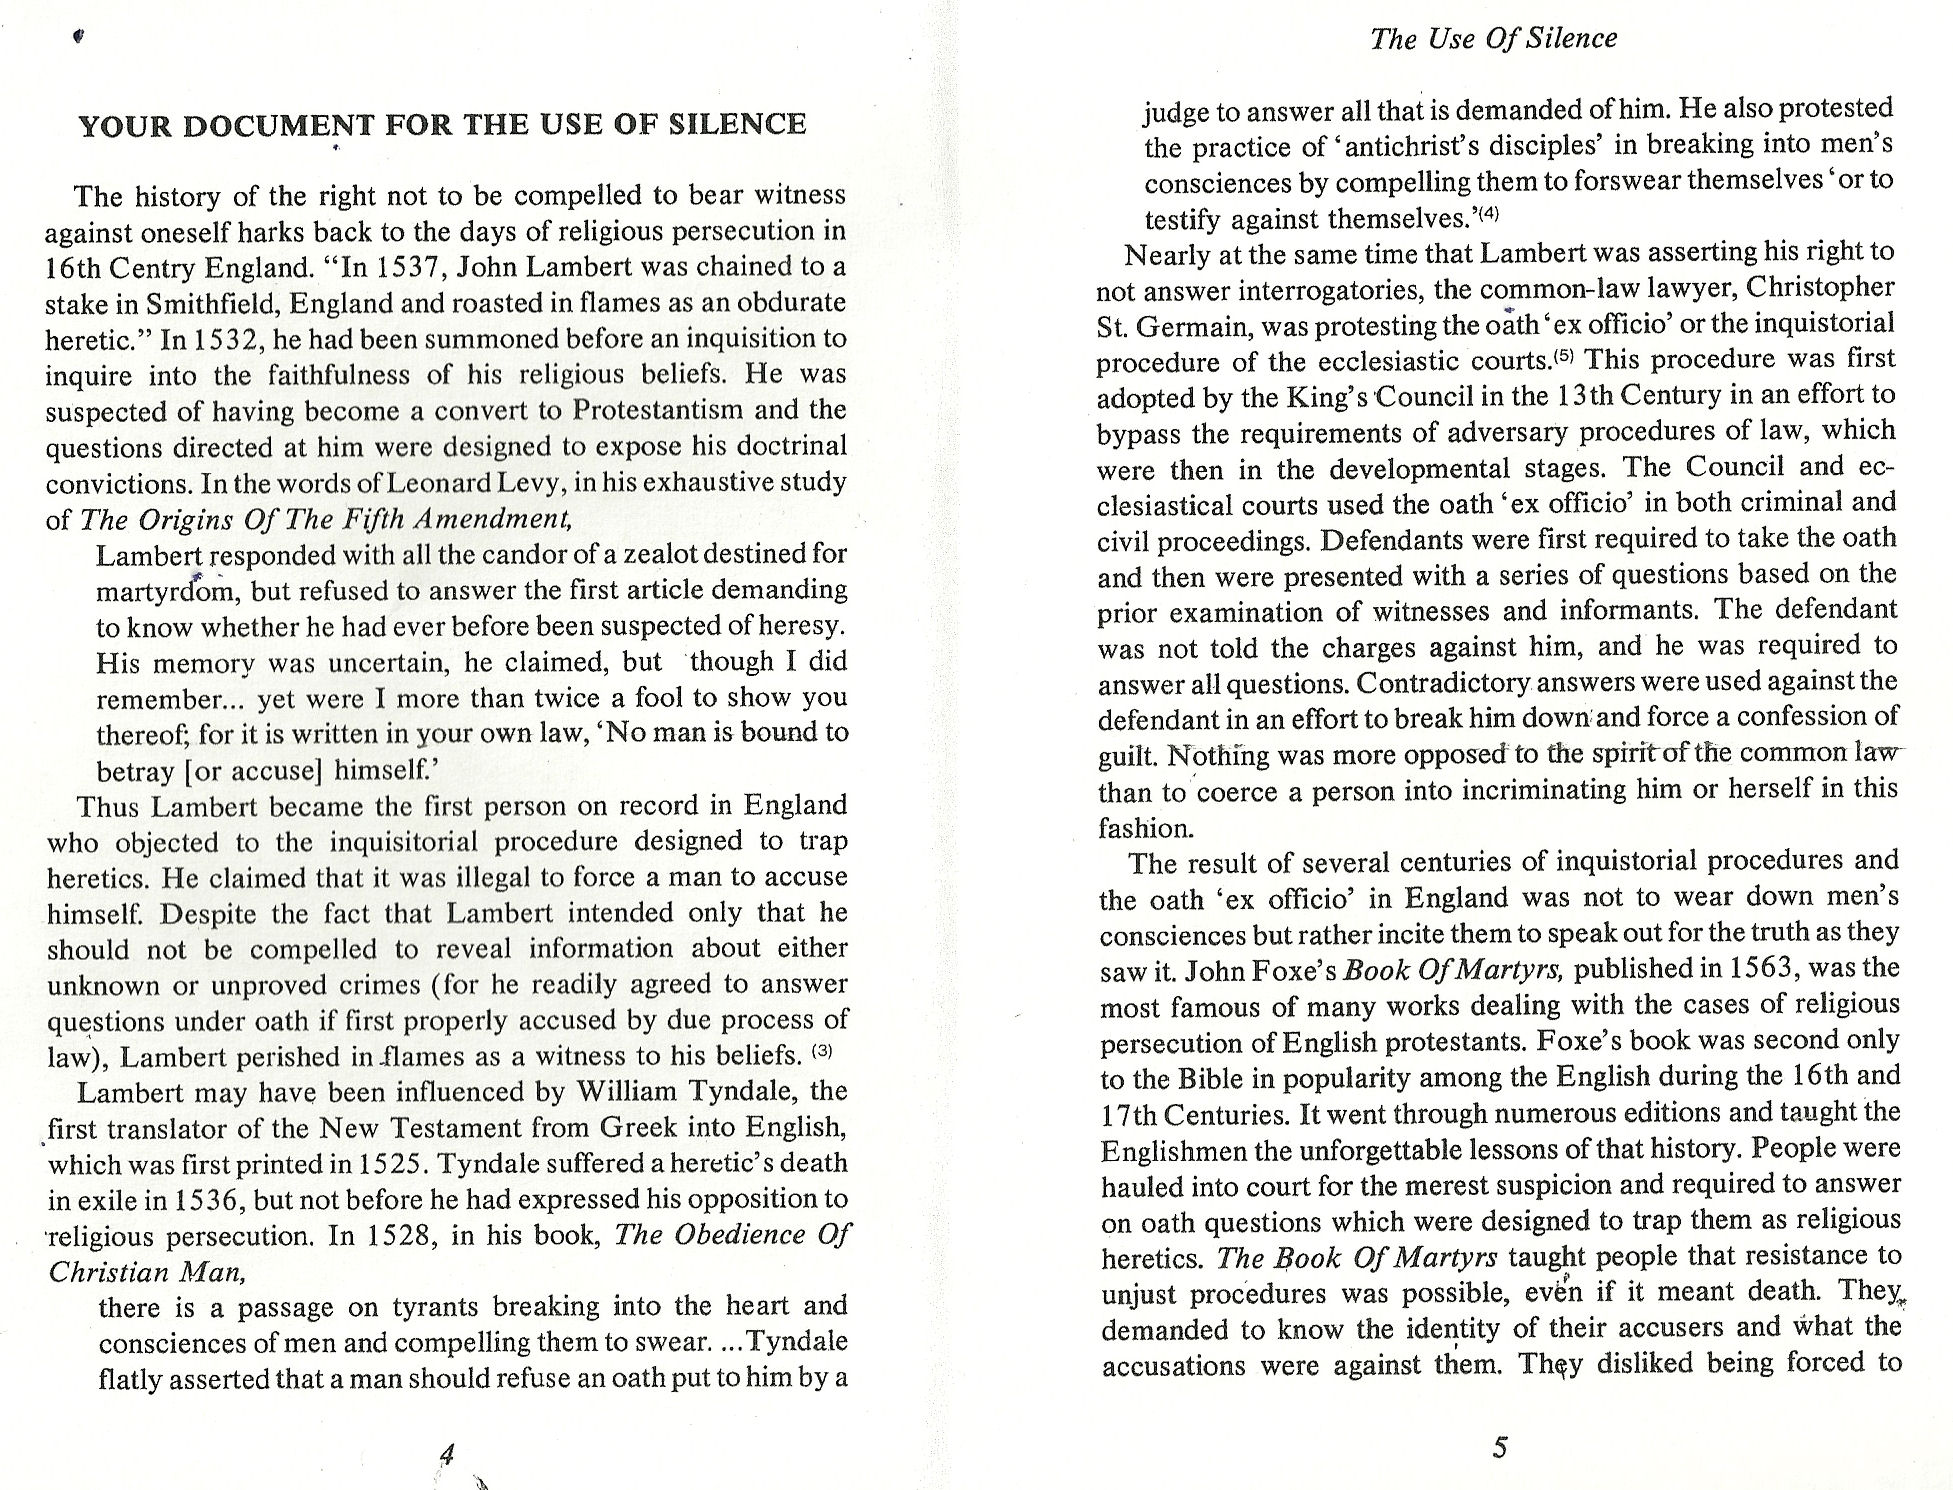 YOUR DOCUMENT FOR THE USE OF SILENCE
The history of the right not to be compelled to bear witness
against oneself harks back to the days of religious persecution in
16th Centry England. “In 1537, John Lambert was chained to a
stake in Smithfield, England and roasted in flames as an obdurate
heretic.” In 1532, he had been summoned before an inquisition to
inquire into the faithfulness of his religious beliefs. He was
suspected of having become a convert to Protestantism and the
questions directed at him were designed to expose his doctrinal
convictions. In the words of Leonard Levy, in his exhaustive study
of The Origins Of The Fifth Amendment,
Lambert responded with all the candor of a zealot destined for
martyrdom, but refused to answer the first article demanding
to know whether he had ever before been suspected of heresy.
His memory was uncertain, he claimed, but ‘though I did
remember... yet were I more than twice a fool to show you
thereof; for it is written in your own law, ‘No man is bound to
betray [or accuse] himself.’
Thus Lambert became the first person on record in England
who objected to the inquisitorial procedure designed to trap
heretics. He claimed that it was illegal to force a man to accuse
himself. Despite the fact that Lambert intended only that he
should not be compelled to reveal information about either
unknown or unproved crimes (for he readily agreed to answer
questions under oath if first properly accused by due process of
law), Lambert perished in flames as a witness to his beliefs. (3)
Lambert may have been influenced by William Tyndale, the
first translator of the New Testament from Greek into English,
which was first printed in 1525. Tyndale suffered a heretic’s death
in exile in 1536, but not before he had expressed his opposition to
religious persecution. In 1528, in his book, The Obedience Of
Christian Man,
there is a passage on tyrants breaking into the heart and
consciences of men and compelling them to swear. ...Tyndale
flatly asserted that a man should refuse an oath put to him by a
4
The Use Of Silence
judge to answer all that is demanded of him. He also protested
the practice of ‘antichrist’s disciples’ in breaking into men’s
consciences by compelling them to forswear themselves ‘or to
testify against themselves.’(4)
Nearly at the same time that Lambert was asserting his right to
not answer interrogatories, the common-law lawyer, Christopher
St. Germain, was protesting the oath ‘ex officio’ or the inquistorial
procedure of the ecclesiastic courts.(5) This procedure was first
adopted by the King’s Council in the 13th Century in an effort to
bypass the requirements of adversary procedures of law, which
were then in the developmental stages. The Council and ec-
clesiastical courts used the oath ‘ex officio’ in both criminal and
civil proceedings. Defendants were first required to take the oath
and then were presented with a series of questions based on the
prior examination of witnesses and informants. The defendant
was not told the charges against him, and he was required to
answer all questions. Contradictory answers were used against the
defendant in an effort to break him down and force a confession of
guilt. Nothing was more opposed to the spirit of the common law
than to coerce a person into incriminating him or herself in this
fashion.
The result of several centuries of inquistorial procedures and
the oath ‘ex officio’ in England was not to wear down men’s
consciences but rather incite them to speak out for the truth as they
saw it. John Foxe’s Book Of Martyrs, published in 1563, was the
most famous of many works dealing with the cases of religious
persecution of English protestants. Foxe’s book was second only
to the Bible in popularity among the English during the 16th and
17th Centuries. It went through numerous editions and taught the
Englishmen the unforgettable lessons of that history. People were
hauled into court for the merest suspicion and required to answer
on oath questions which were designed to trap them as religious
heretics. The Book Of Martyrs taught people that resistance to
unjust procedures was possible, even if it meant death. They
demanded to know the identity of their accusers and what the
accusations were against them. They disliked being forced to
5